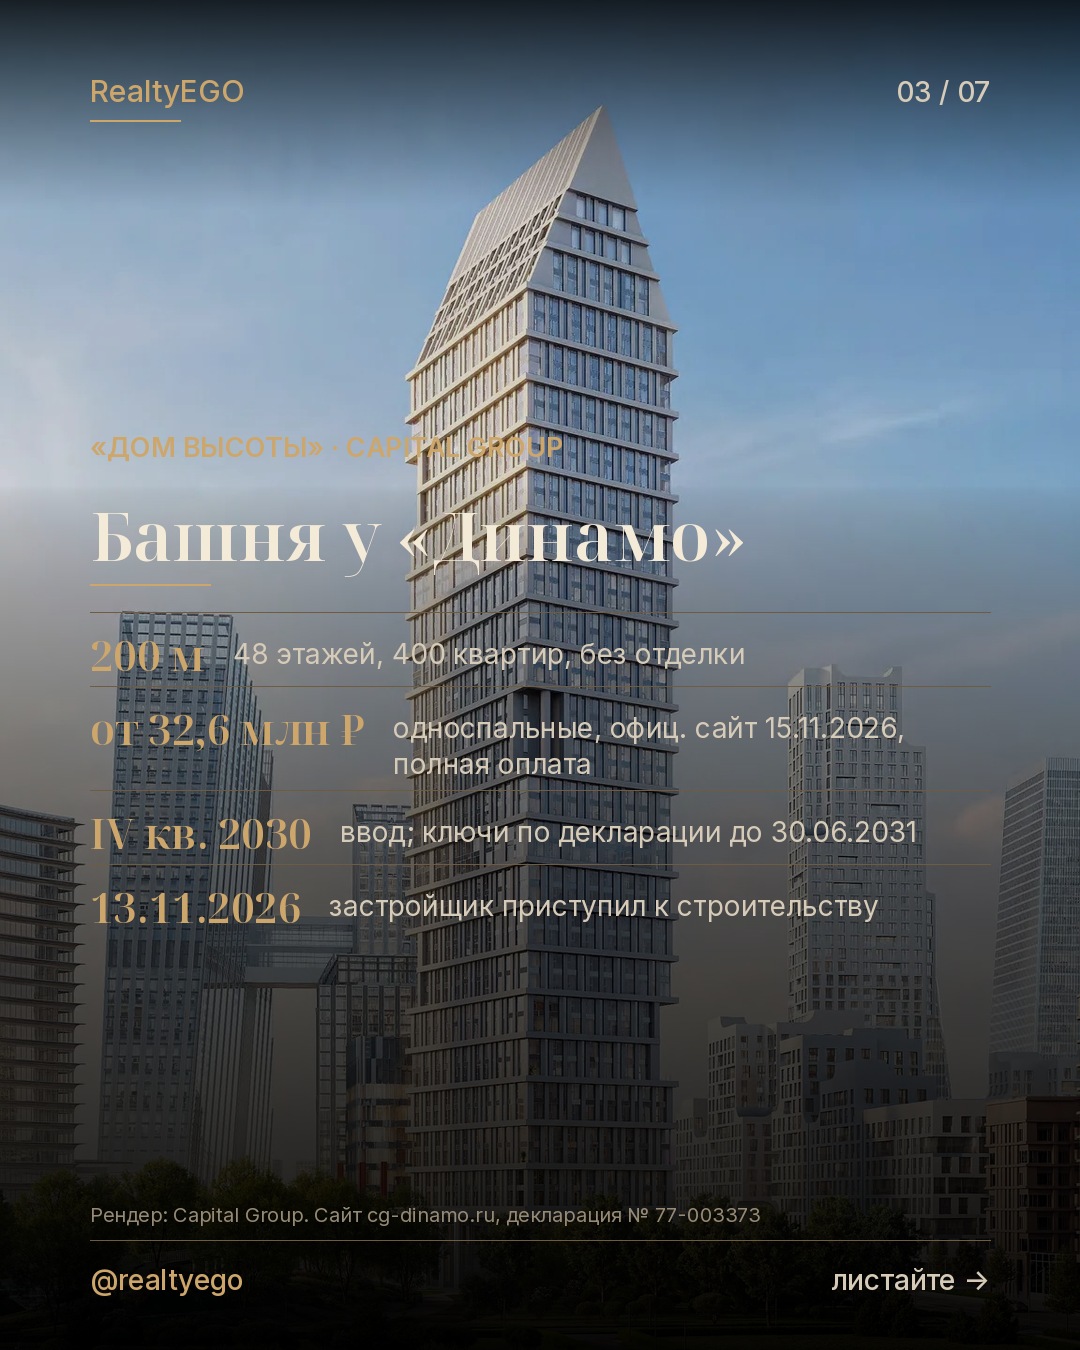 RealtyEGO
03 / 07
«ДОМ ВЫСОТЫ» · CAPITAL GROUP
Башня у «Динамо»
200 м 48 этажей, 400 квартир, без отделки
от 32,6 млн ₽ односпальные, офиц. сайт 15.11.2026,
полная оплата
IV кв. 2030 ввод; ключи по декларации до 30.06.2031
13.11.2026 застройщик приступил к строительству
Рендер: Capital Group. Сайт cg-dinamo.ru, декларация № 77-003373
@realtyego
листайте →